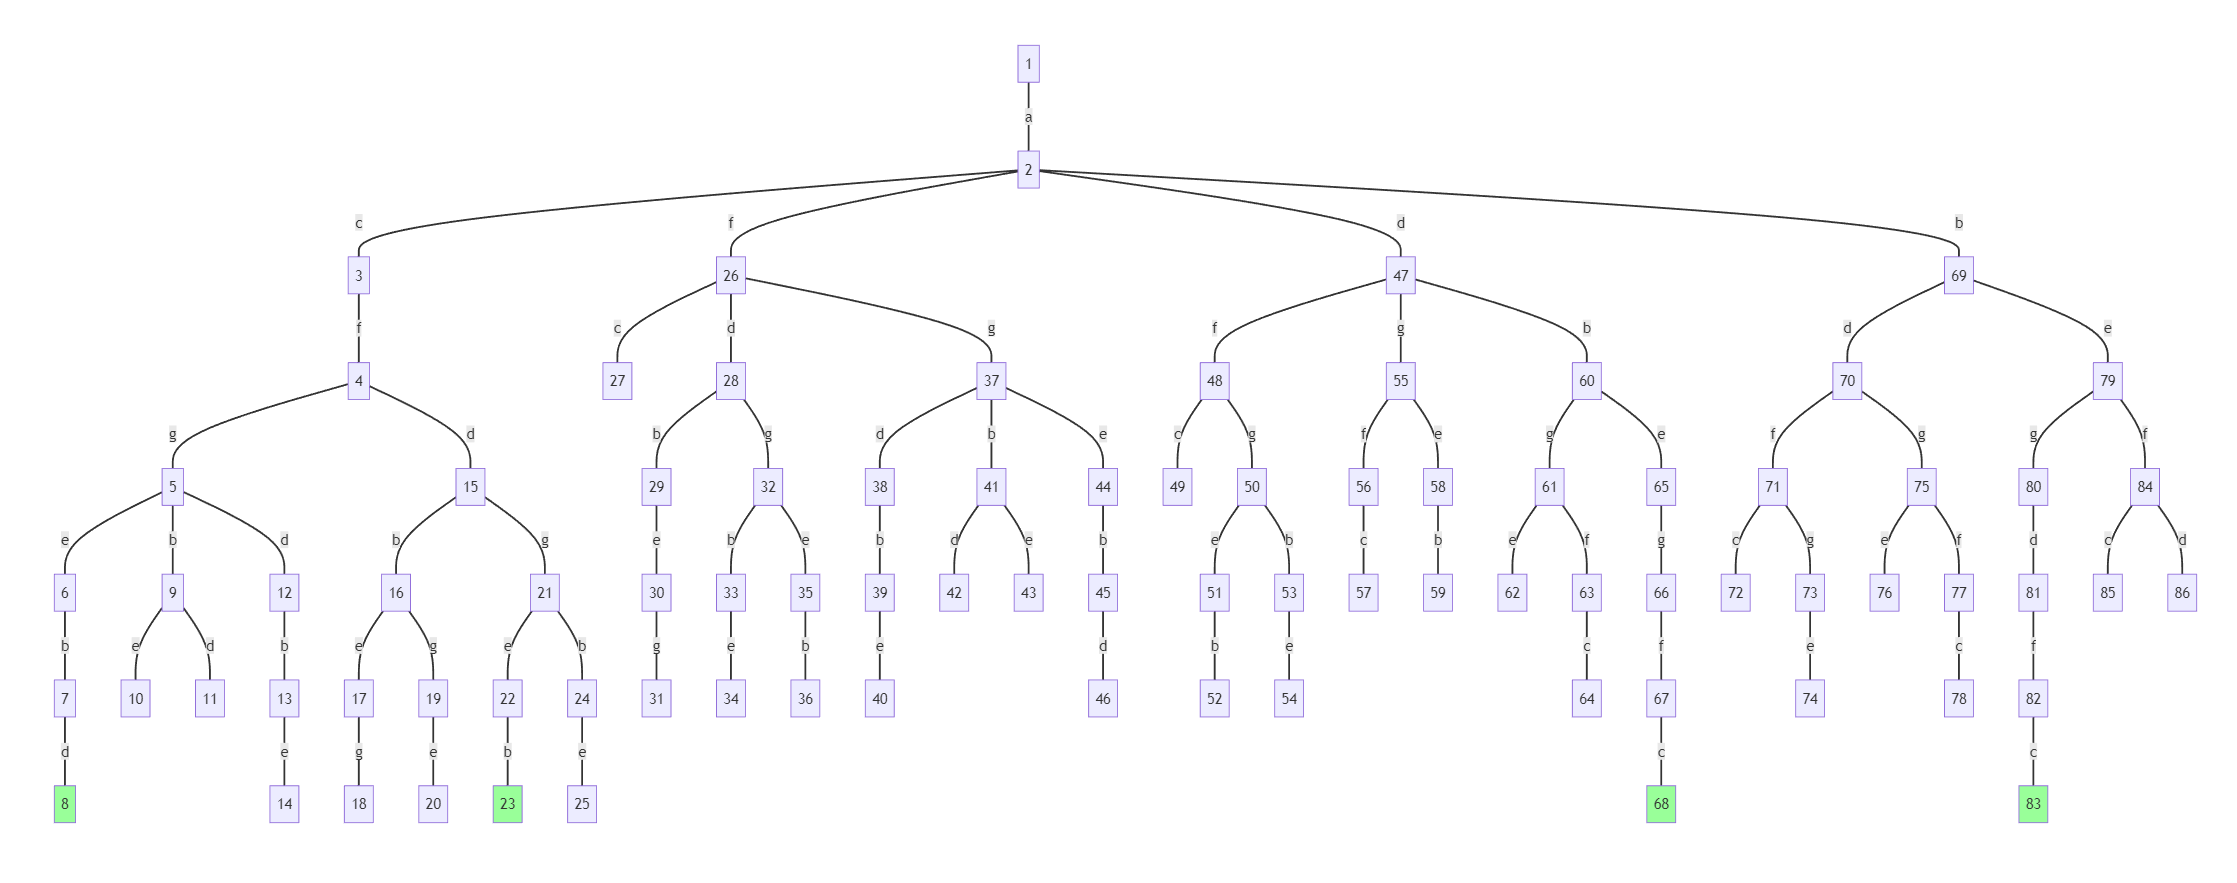 1
a
2
c f d b
3 26 47 69
f c d g f g b d e
4 27 28 37 48 55 60 70 79
g d b g d b e c g f e g e f g g f
5 15 29 32 38 41 44 49 50 56 58 61 65 71 75 80 84
e b d b g e b e b d e b e b c b e f g c g e f d c d
6 9 12 16 21 30 33 35 39 42 43 45 51 53 57 59 62 63 66 72 73 76 77 81 85 86
b e d b e g e b g e b e d b e c f e c f
7 10 11 13 17 19 22 24 31 34 36 40 46 52 54 64 67 74 78 82
d e g e b e c c
8 14 18 20 23 25 68 83